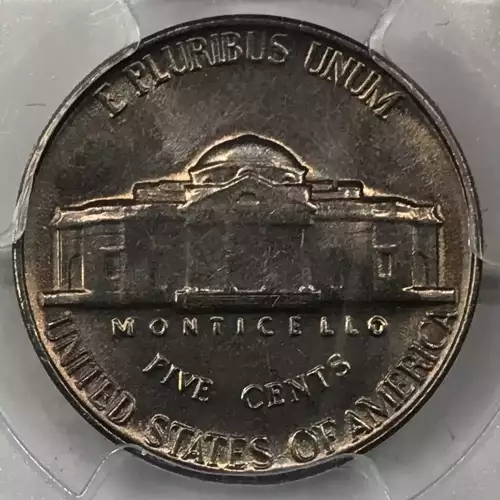 E PLURIBUS UNUM
MONTICELLO
FIVE CENTS
UNITED STATES OF AMERICA